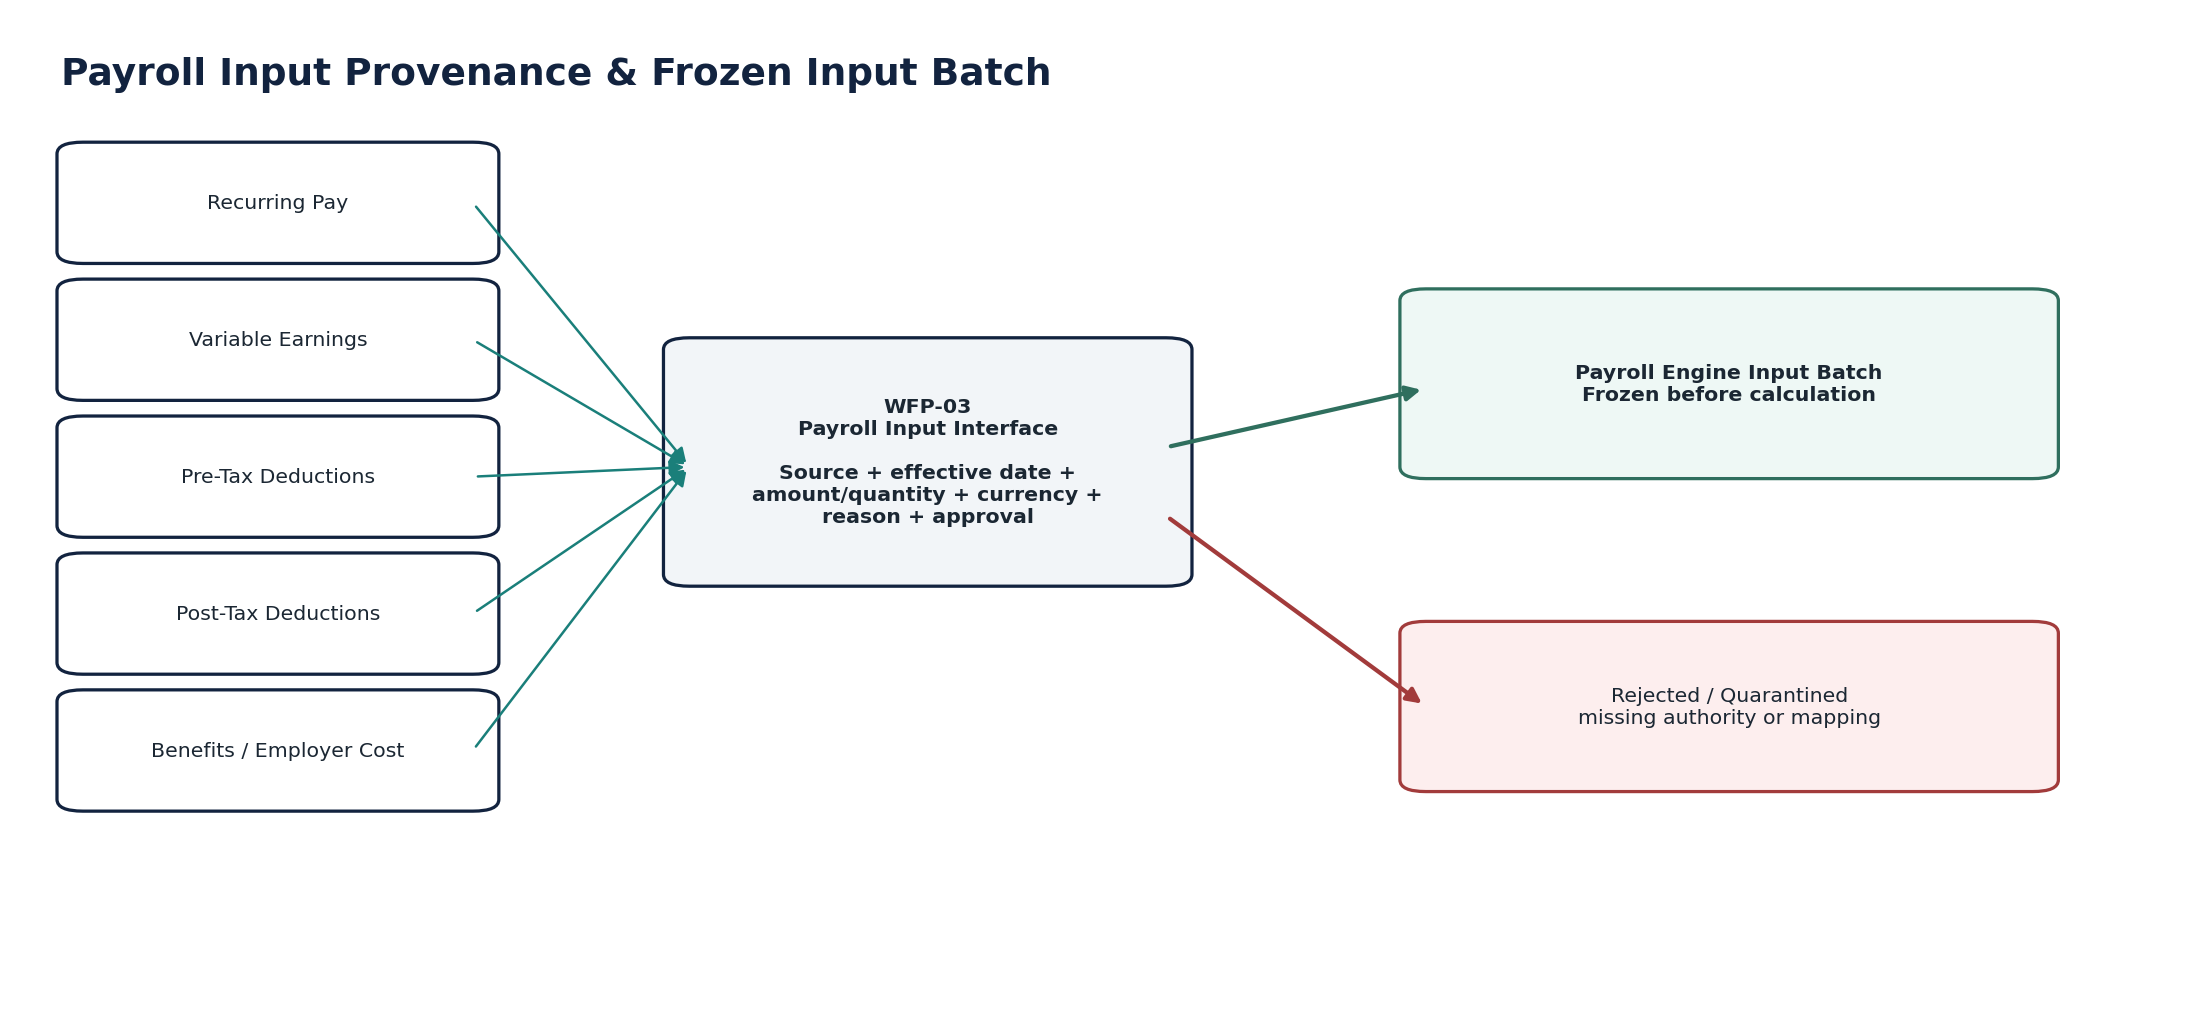 Payroll Input Provenance & Frozen Input Batch
Recurring Pay
Variable Earnings
Pre-Tax Deductions
Post-Tax Deductions
Benefits / Employer Cost
WFP-03
Payroll Input Interface
Source + effective date +
amount/quantity + currency +
reason + approval
Payroll Engine Input Batch
Frozen before calculation
Rejected / Quarantined
missing authority or mapping